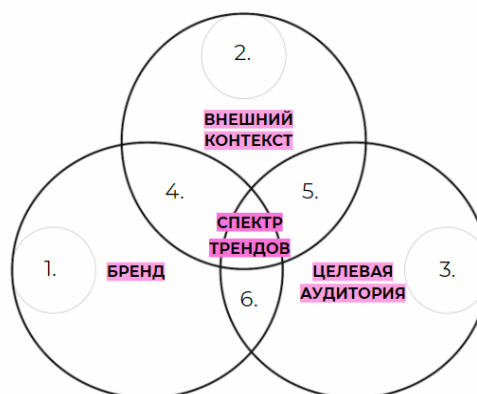 2.
ВНЕШНИЙ
КОНТЕКСТ
4.
5.
СПЕКТР
ТРЕНДОВ
1.
БРЕНД
ЦЕЛЕВАЯ
АУДИТОРИЯ
3.
6.